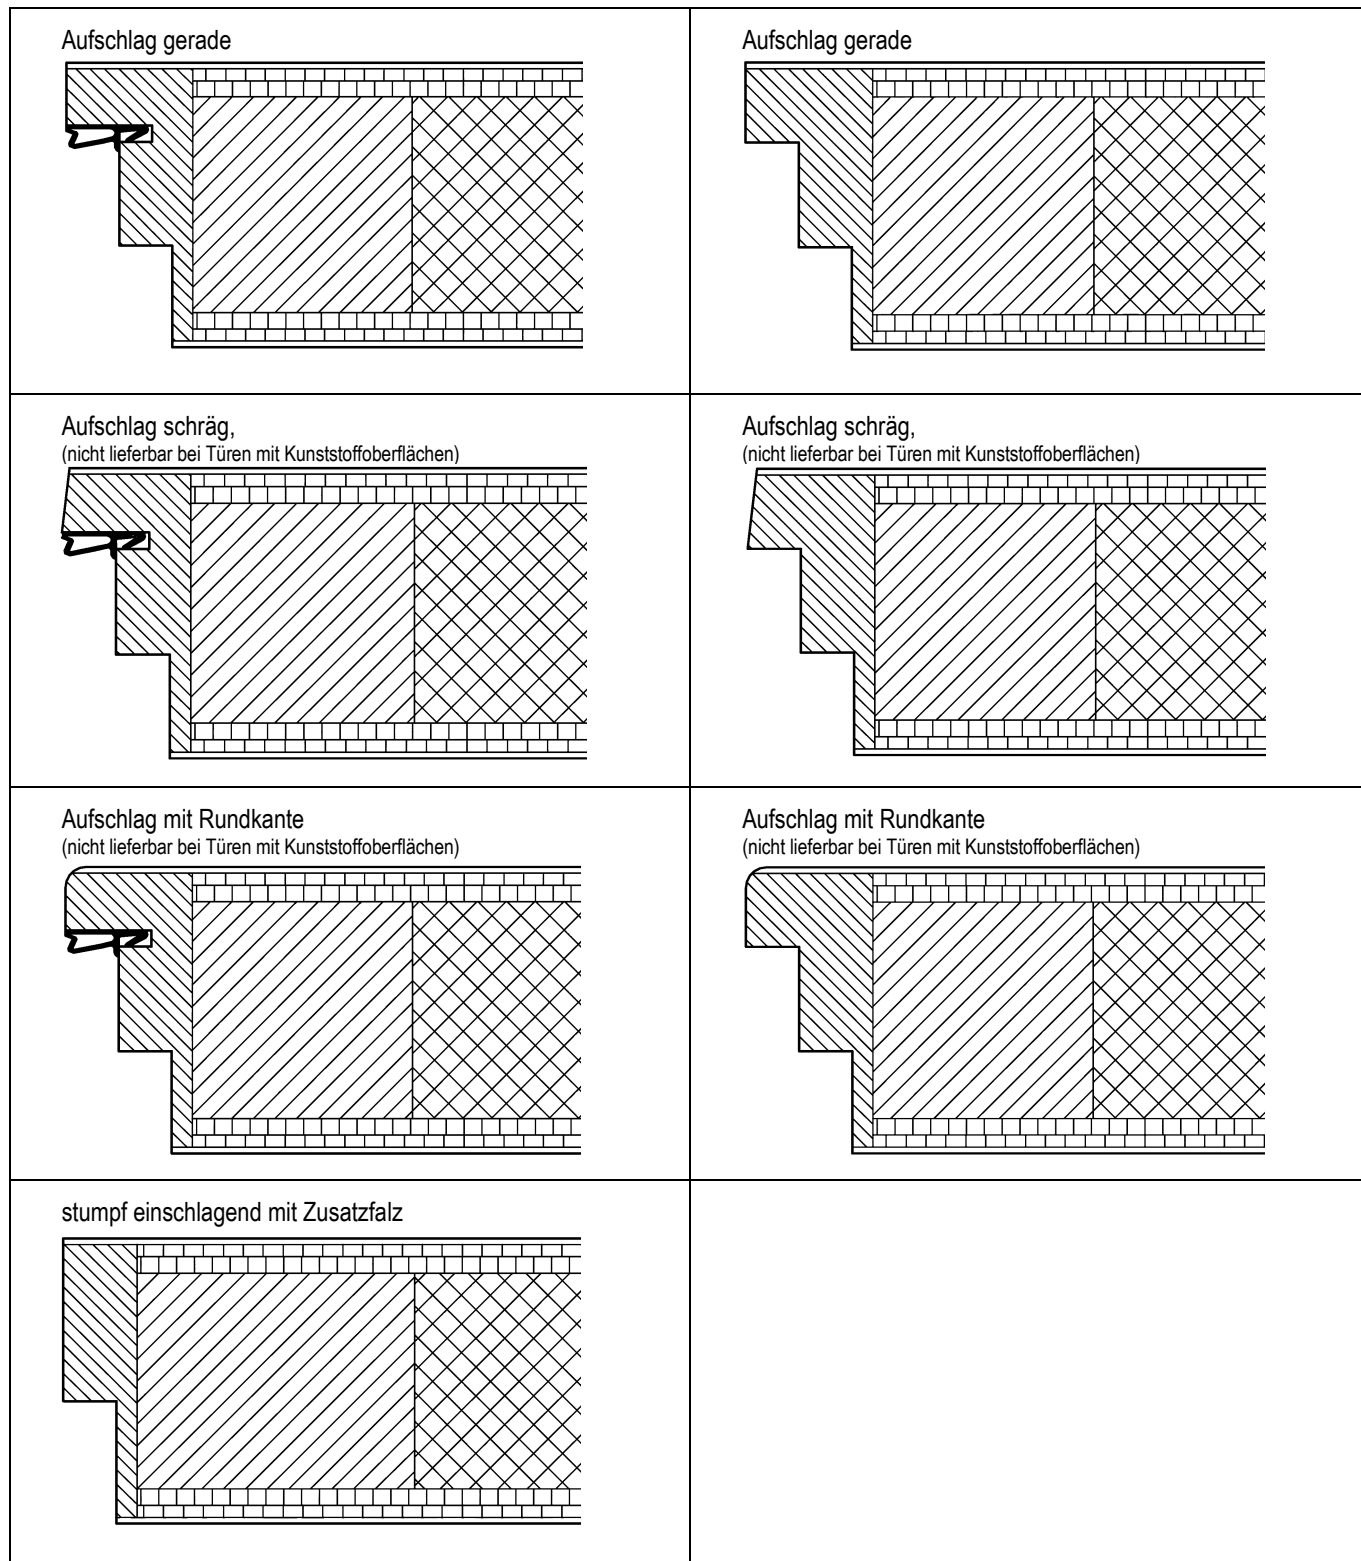 Aufschlag gerade
Aufschlag gerade
Aufschlag schräg,
(nicht lieferbar bei Türen mit Kunststoffoberflächen)
Aufschlag schräg,
(nicht lieferbar bei Türen mit Kunststoffoberflächen)
Aufschlag mit Rundkante
(nicht lieferbar bei Türen mit Kunststoffoberflächen)
Aufschlag mit Rundkante
(nicht lieferbar bei Türen mit Kunststoffoberflächen)
stumpf einschlagend mit Zusatzfalz